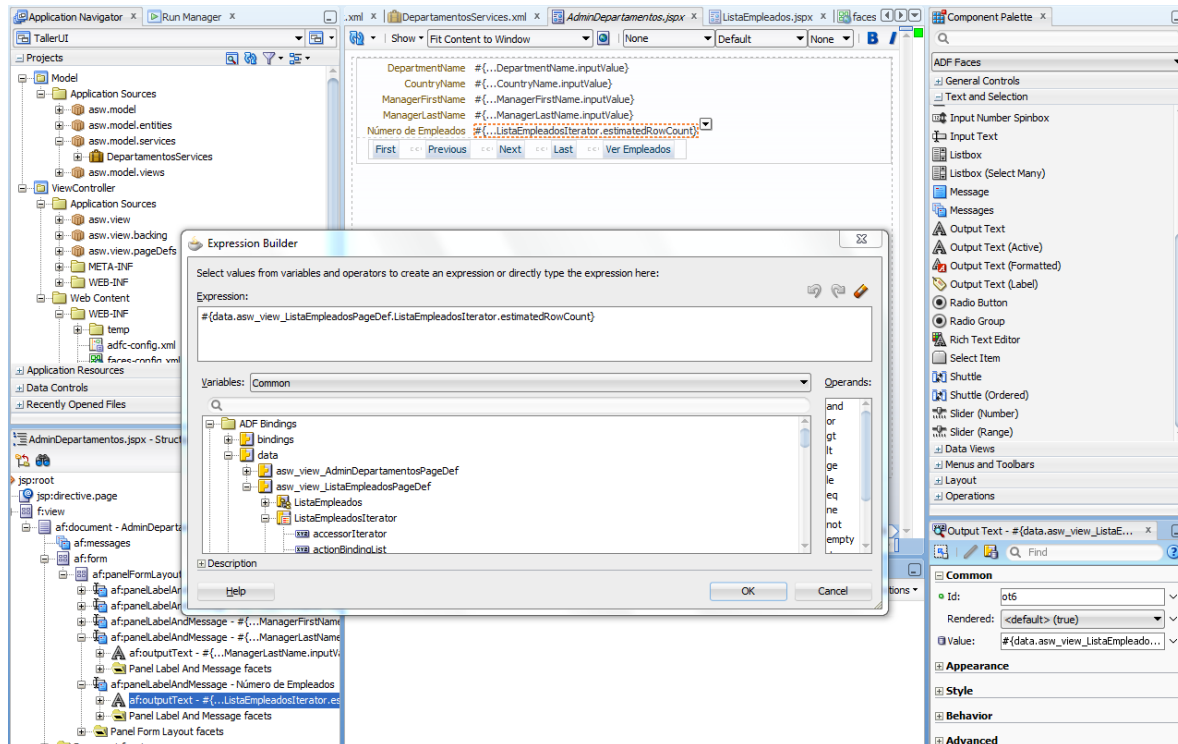 Application Navigator
Run Manager
TallerUI
Projects
Model
Application Sources
asw.model
asw.model.entities
asw.model.services
DepartamentosServices
asw.model.views
ViewController
Application Sources
asw.view
asw.view.backing
asw.view.pageDefs
META-INF
WEB-INF
Web Content
WEB-INF
temp
adfc-config.xml
faces-config.xml
Application Resources
Data Controls
Recently Opened Files
AdminDepartamentos.jspx - Struct
jsp:root
jsp:directive.page
f:view
af:document - AdminDeparta
af:messages
af:form
af:panelFormLayout
af:panelLabelAn
af:panelLabelAn
af:panelLabelAndMessage - #{...ManagerFirstName
af:panelLabelAndMessage - #{...ManagerLastName
af:outputText - #{...ManagerLastName.inputVa
Panel Label And Message facets
af:panelLabelAndMessage - Número de Empleados
af:outputText - #{...ListaEmpleadosIterator.es
Panel Label And Message facets
Panel Form Layout facets
.xml
DepartamentosServices.xml
AdminDepartamentos.jspx
ListaEmpleados.jspx
faces
Show
Fit Content to Window
None
Default
None
B
I
DepartmentName #{...DepartmentName.inputValue}
CountryName #{...CountryName.inputValue}
ManagerFirstName #{...ManagerFirstName.inputValue}
ManagerLastName #{...ManagerLastName.inputValue}
Número de Empleados #{...ListaEmpleadosIterator.estimatedRowCount}
First Previous Next Last Ver Empleados
Expression Builder
Select values from variables and operators to create an expression or directly type the expression here:
Expression:
#{data.asw_view_ListaEmpleadosPageDef.ListaEmpleadosIterator.estimatedRowCount}
Variables: Common
Operands:
ADF Bindings
bindings
data
asw_view_AdminDepartamentosPageDef
asw_view_ListaEmpleadosPageDef
ListaEmpleados
ListaEmpleadosIterator
accessorIterator
actionBindingList
and
or
gt
lt
ge
le
eq
ne
not
empty
Description
Help
OK
Cancel
tions
Component Palette
ADF Faces
General Controls
Text and Selection
Input Number Spinbox
Input Text
Listbox
Listbox (Select Many)
Message
Messages
Output Text
Output Text (Active)
Output Text (Formatted)
Output Text (Label)
Radio Button
Radio Group
Rich Text Editor
Select Item
Shuttle
Shuttle (Ordered)
Slider (Number)
Slider (Range)
Data Views
Menus and Toolbars
Layout
Operations
Output Text - #{data.asw_view_ListaE...
Find
Common
Id: ot6
Rendered: <default> (true)
Value: #{data.asw_view_ListaEmpleado...
Appearance
Style
Behavior
Advanced